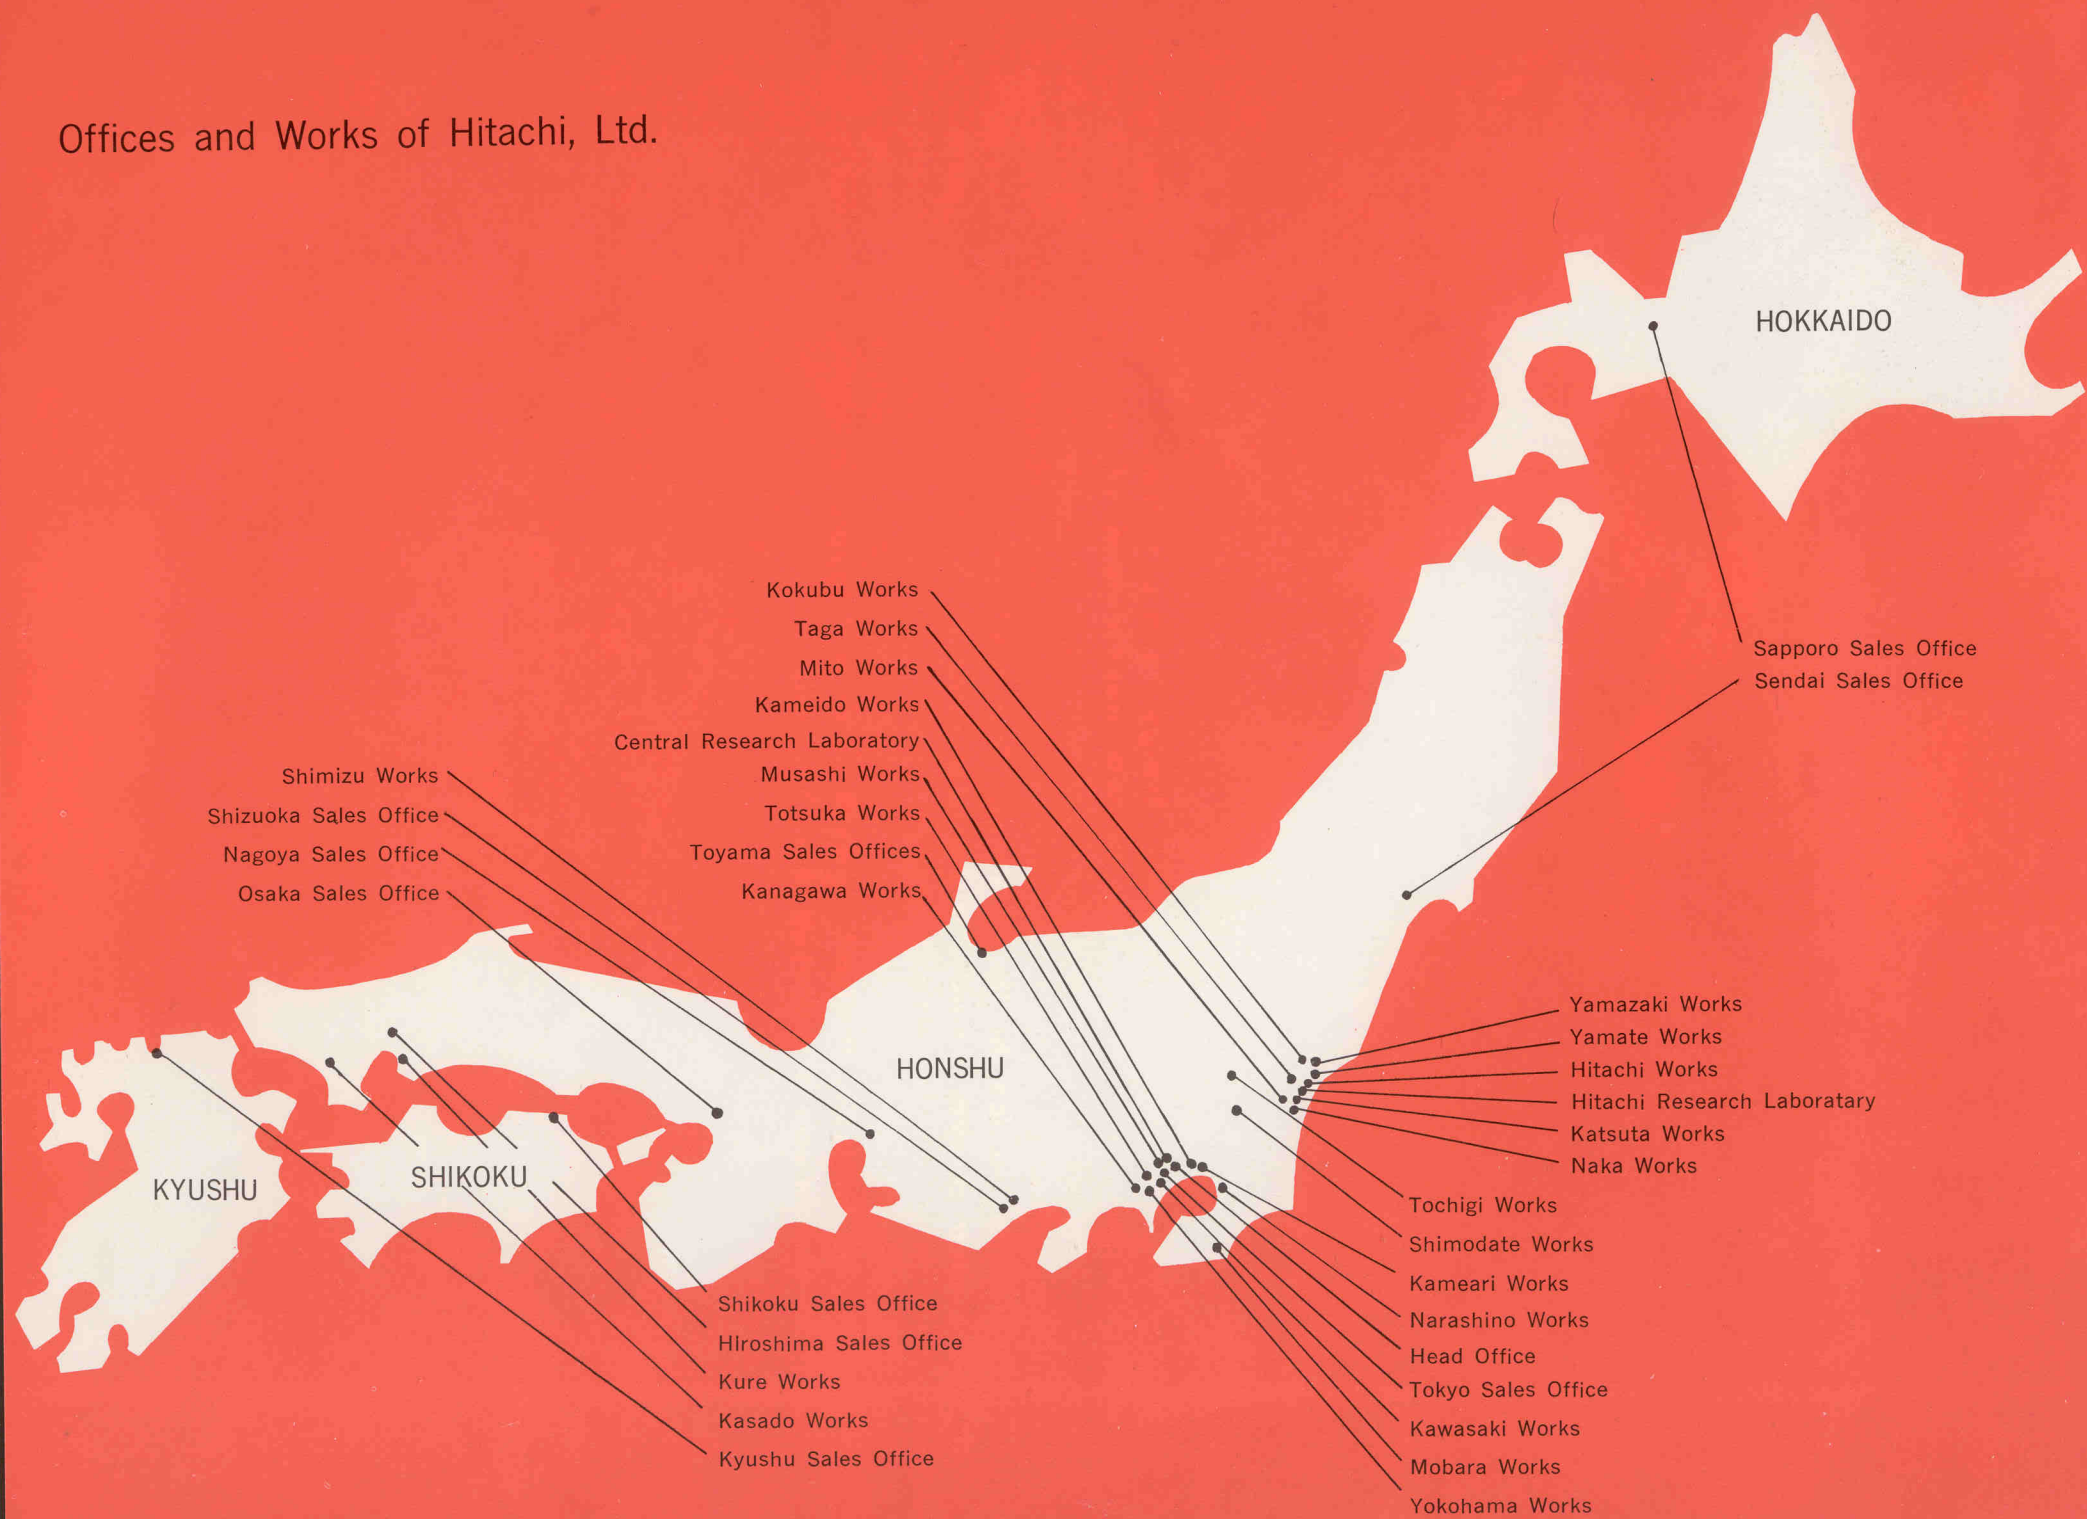 Offices and Works of Hitachi, Ltd.
HOKKAIDO
Kokubu Works
Taga Works
Mito Works
Kameido Works
Central Research Laboratory
Musashi Works
Totsuka Works
Toyama Sales Offices
Kanagawa Works
Sapporo Sales Office
Sendai Sales Office
Shimizu Works
Shizuoka Sales Office
Nagoya Sales Office
Osaka Sales Office
HONSHU
Yamazaki Works
Yamate Works
Hitachi Works
Hitachi Research Laboratary
Katsuta Works
Naka Works
KYUSHU
SHIKOKU
Tochigi Works
Shimodate Works
Kameari Works
Narashino Works
Head Office
Tokyo Sales Office
Kawasaki Works
Mobara Works
Yokohama Works
Shikoku Sales Office
Hiroshima Sales Office
Kure Works
Kasado Works
Kyushu Sales Office